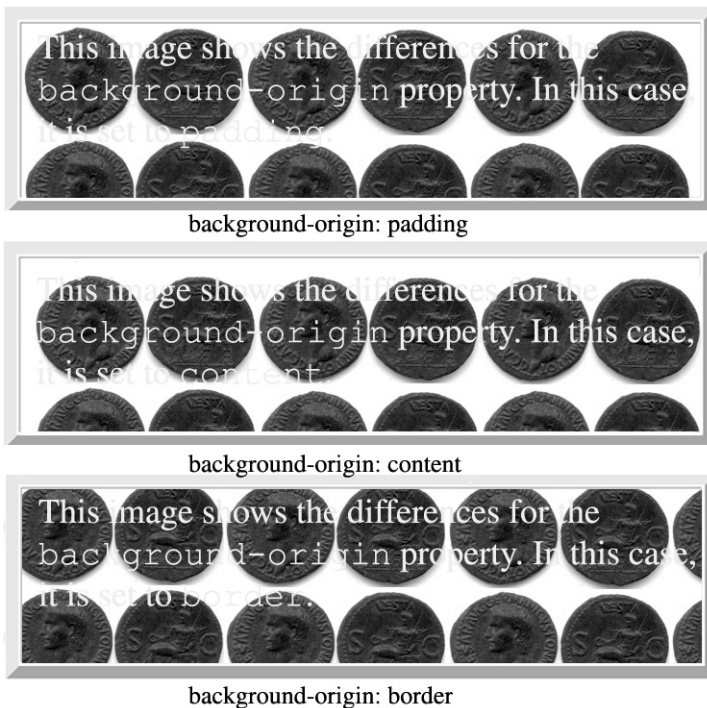 This image shows the differences for the
background-origin property. In this case,
it is set to padding.
background-origin: padding
This image shows the differences for the
background-origin property. In this case,
it is set to content.
background-origin: content
This image shows the differences for the
background-origin property. In this case,
it is set to border.
background-origin: border